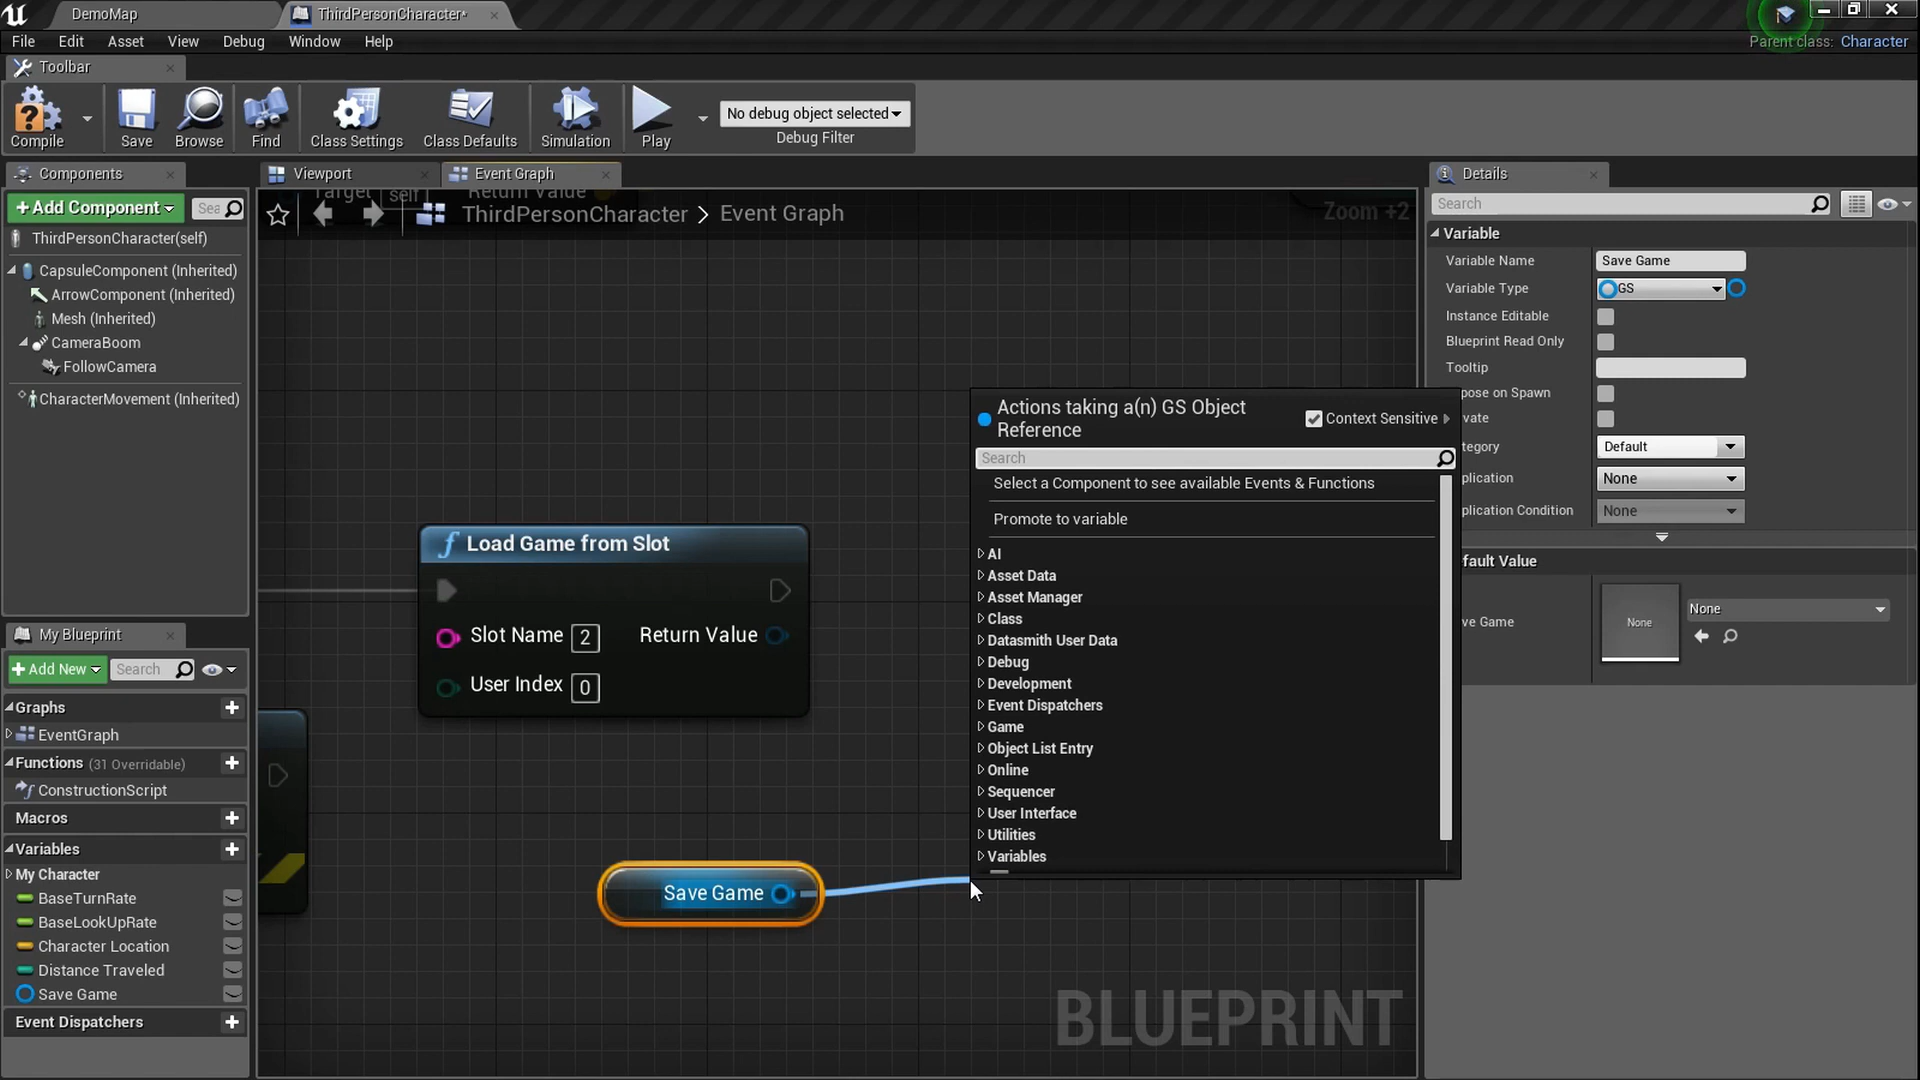 DemoMap
ThirdPersonCharacter*
File Edit Asset View Debug Window Help
Parent class: Character
Toolbar
Compile
Save
Browse
Find
Class Settings
Class Defaults
Simulation
Play
No debug object selected
Debug Filter
Components
+Add Component
Sea
ThirdPersonCharacter(self)
CapsuleComponent (Inherited)
ArrowComponent (Inherited)
Mesh (Inherited)
CameraBoom
FollowCamera
CharacterMovement (Inherited)
My Blueprint
+Add New
Search
Graphs
EventGraph
Functions (31 Overridable)
ConstructionScript
Macros
Variables
My Character
BaseTurnRate
BaseLookUpRate
Character Location
Distance Traveled
Save Game
Event Dispatchers
Viewport
Event Graph
Target self
Return Value
ThirdPersonCharacter > Event Graph
Zoom +2
Load Game from Slot
Slot Name 2
Return Value
User Index 0
Save Game
Actions taking a(n) GS Object
Reference
Context Sensitive
Search
Select a Component to see available Events & Functions
Promote to variable
AI
Asset Data
Asset Manager
Class
Datasmith User Data
Debug
Development
Event Dispatchers
Game
Object List Entry
Online
Sequencer
User Interface
Utilities
Variables
BLUEPRINT
Details
Search
Variable
Variable Name Save Game
Variable Type GS
Instance Editable
Blueprint Read Only
Tooltip
pose on Spawn
vate
tegory Default
plication None
plication Condition None
fault Value
ve Game
None
None